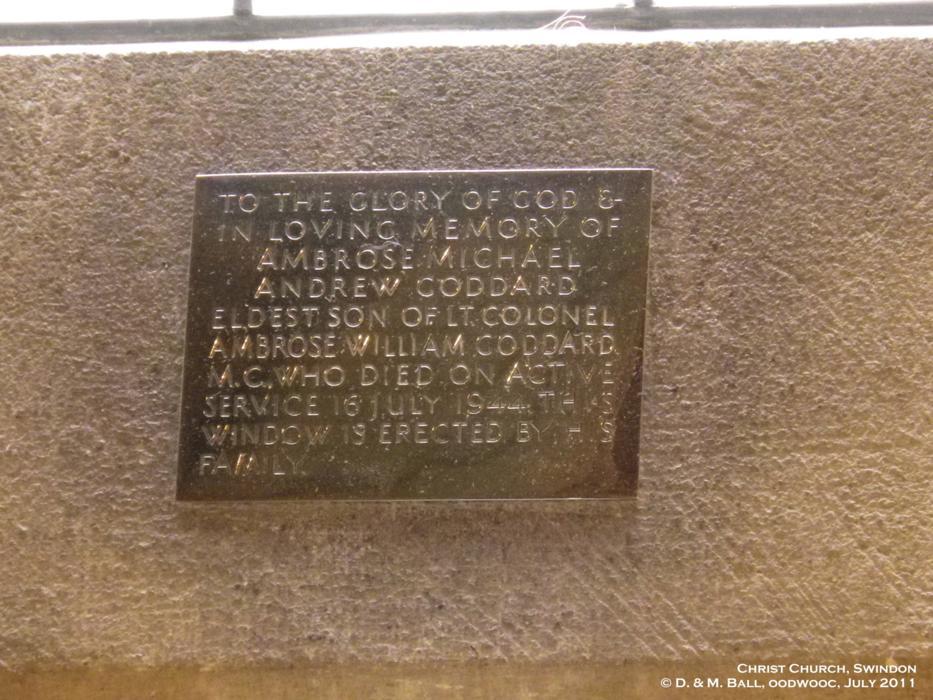 TO THE GLORY OF GOD &
IN LOVING MEMORY OF
AMBROSE MICHAEL
ANDREW GODDARD
ELDEST SON OF LT. COLONEL
AMBROSE WILLIAM GODDARD
M.C. WHO DIED ON ACTIVE
SERVICE 16 JULY 1944. THIS
WINDOW IS ERECTED BY HIS
FAMILY
CHRIST CHURCH, SWINDON
© D. & M. BALL, OODWOOC, JULY 2011